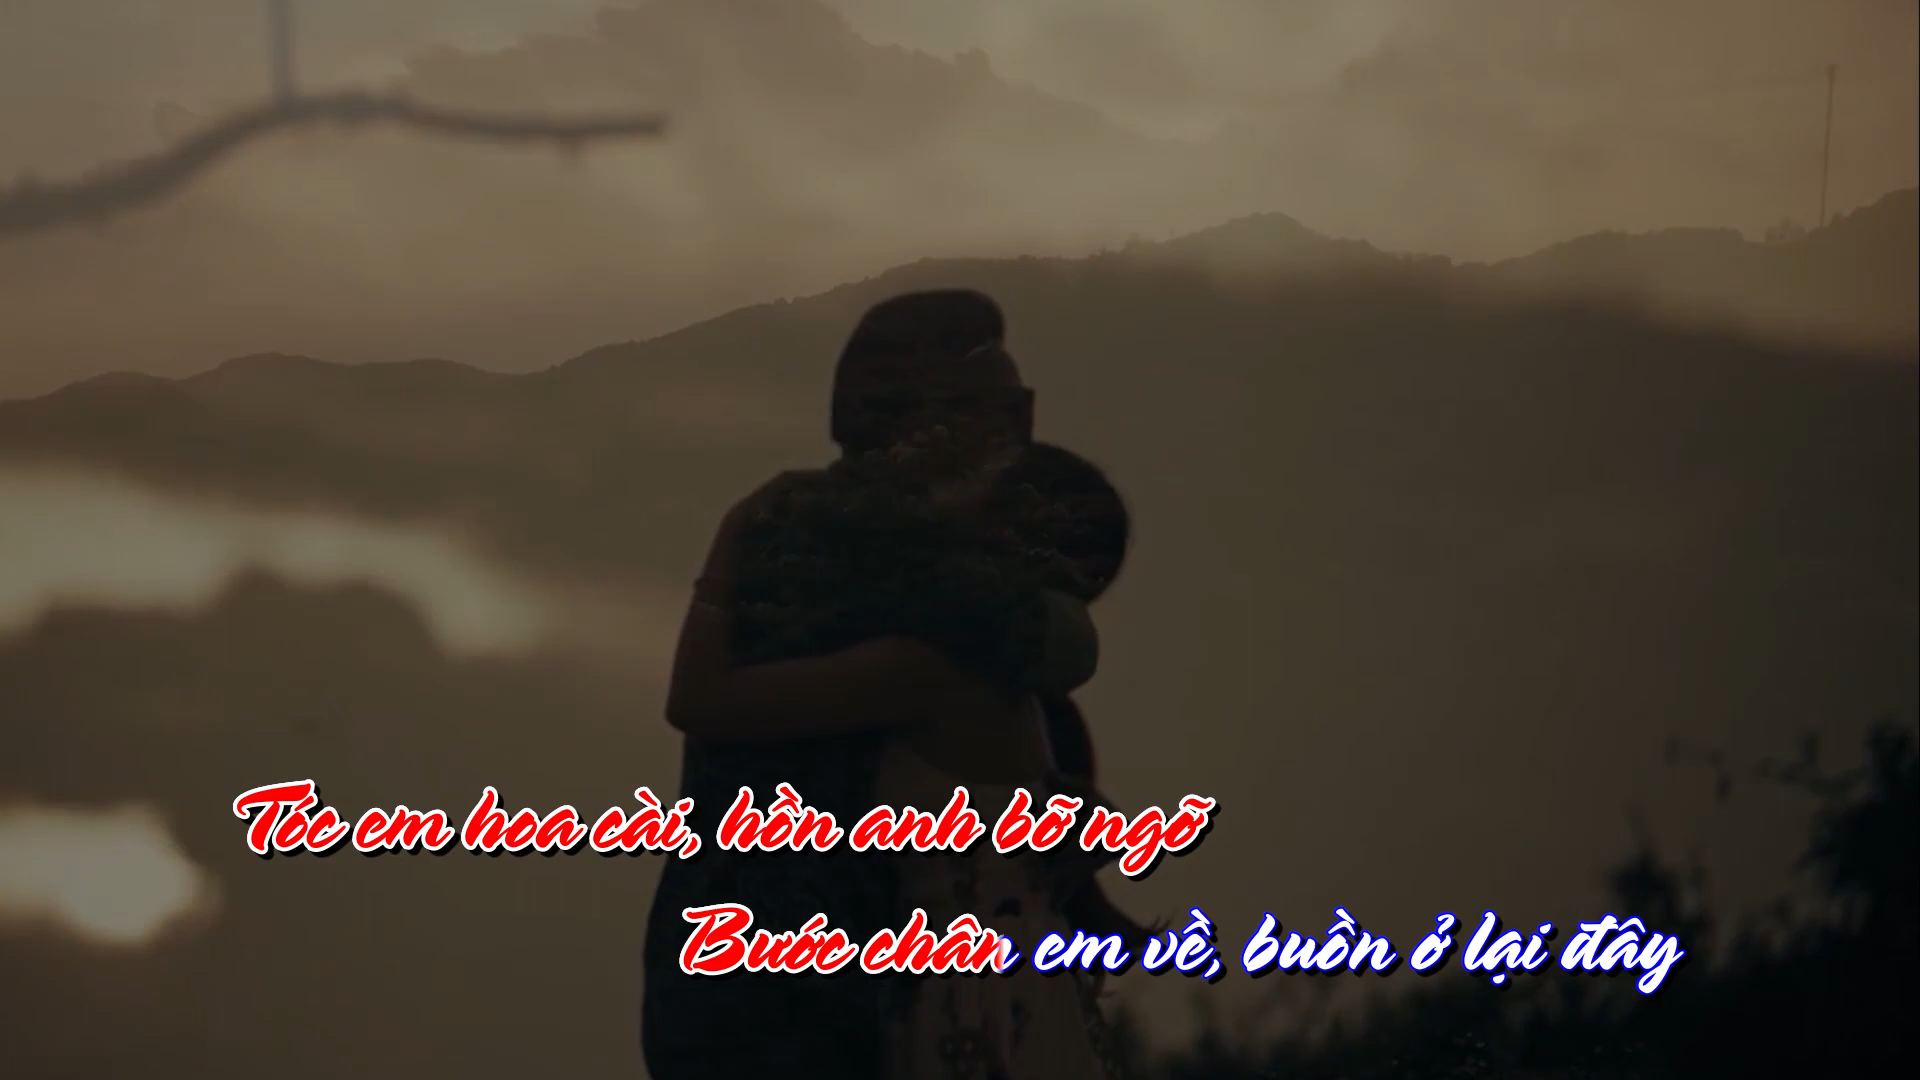 Tóc em hoa cài, hồn anh bỡ ngỡ
Bước chân em về, buồn ở lại đây